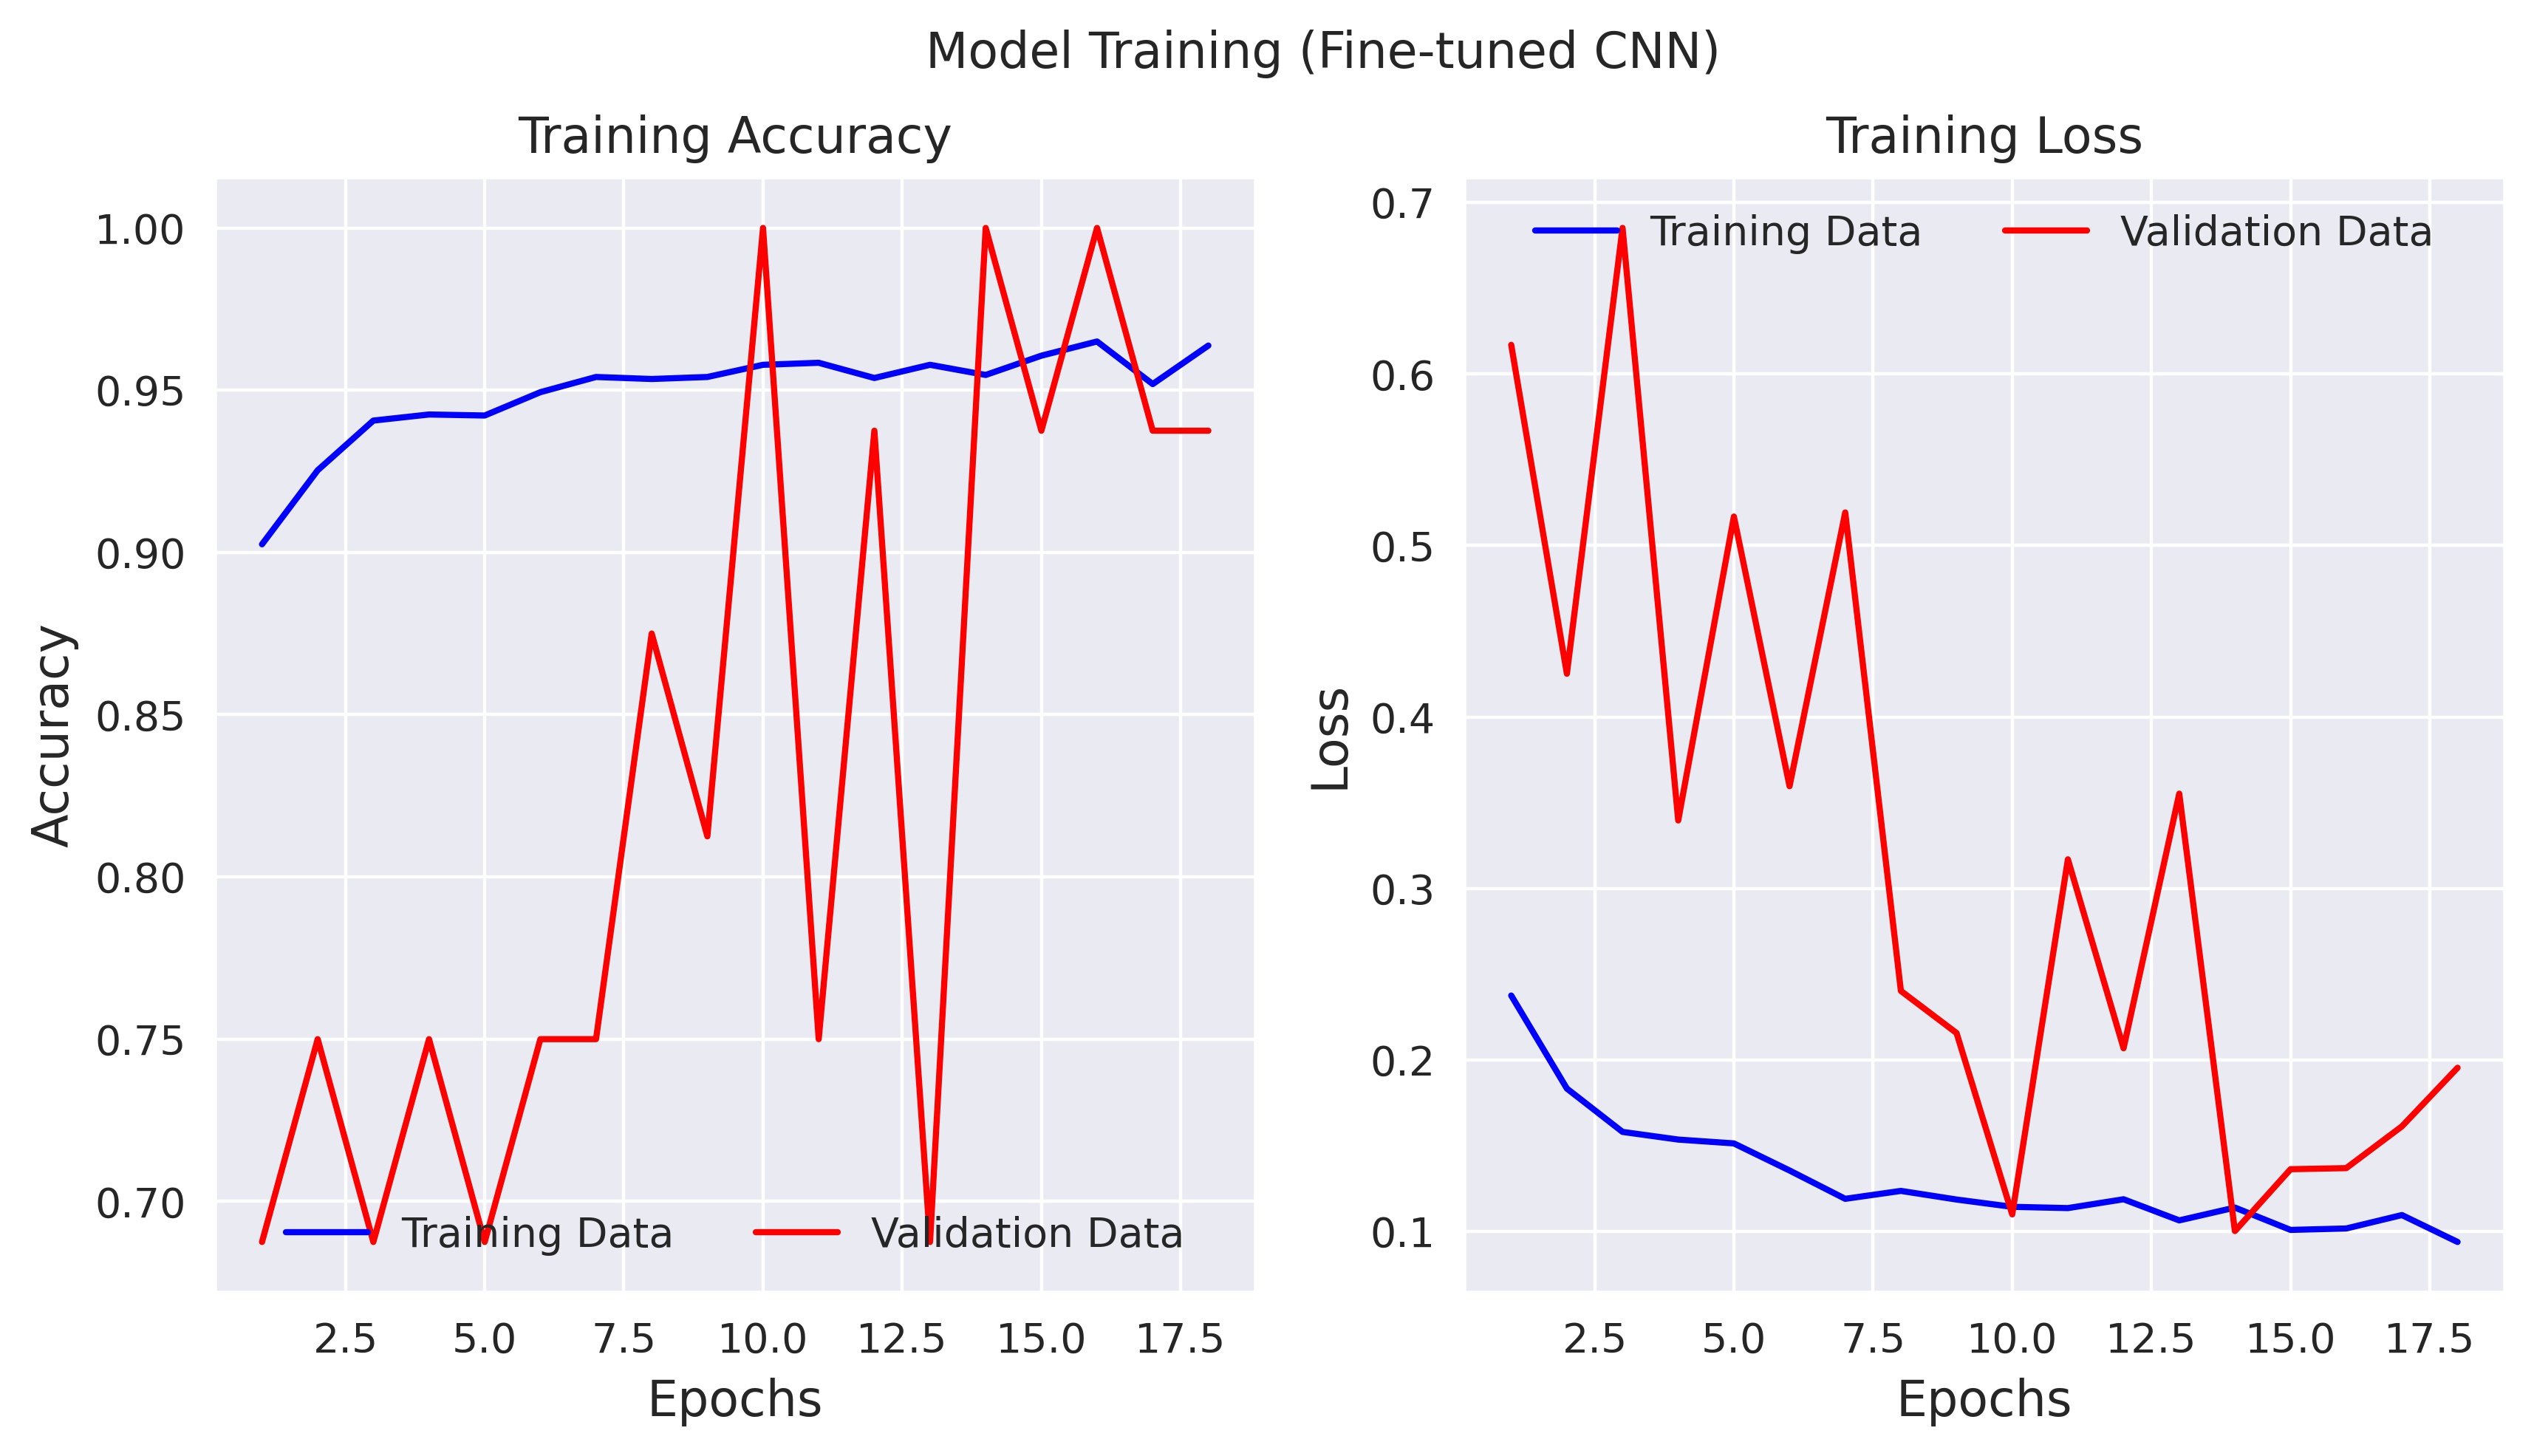 Model Training (Fine-tuned CNN)
Training Accuracy
Accuracy
1.00
0.95
0.90
0.85
0.80
0.75
0.70
Training Data Validation Data
2.5 5.0 7.5 10.0 12.5 15.0 17.5
Epochs
Training Loss
Loss
0.7
0.6
0.5
0.4
0.3
0.2
0.1
Training Data Validation Data
2.5 5.0 7.5 10.0 12.5 15.0 17.5
Epochs